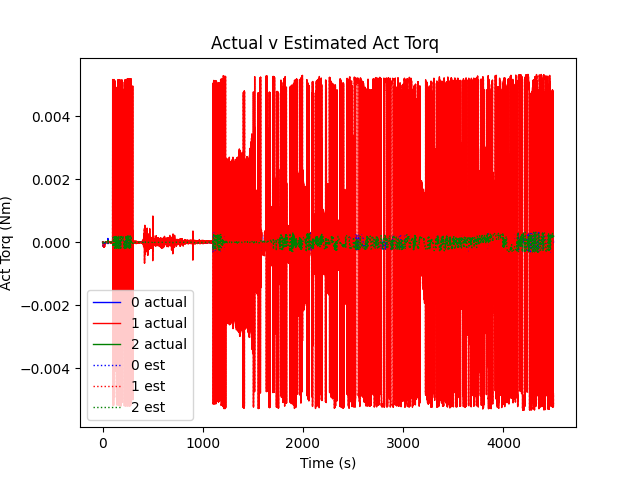 Actual v Estimated Act Torq
Act Torq (Nm)
0.004
0.002
0.000
−0.002
−0.004
0 actual
1 actual
2 actual
0 est
1 est
2 est
0
1000
2000
3000
4000
Time (s)